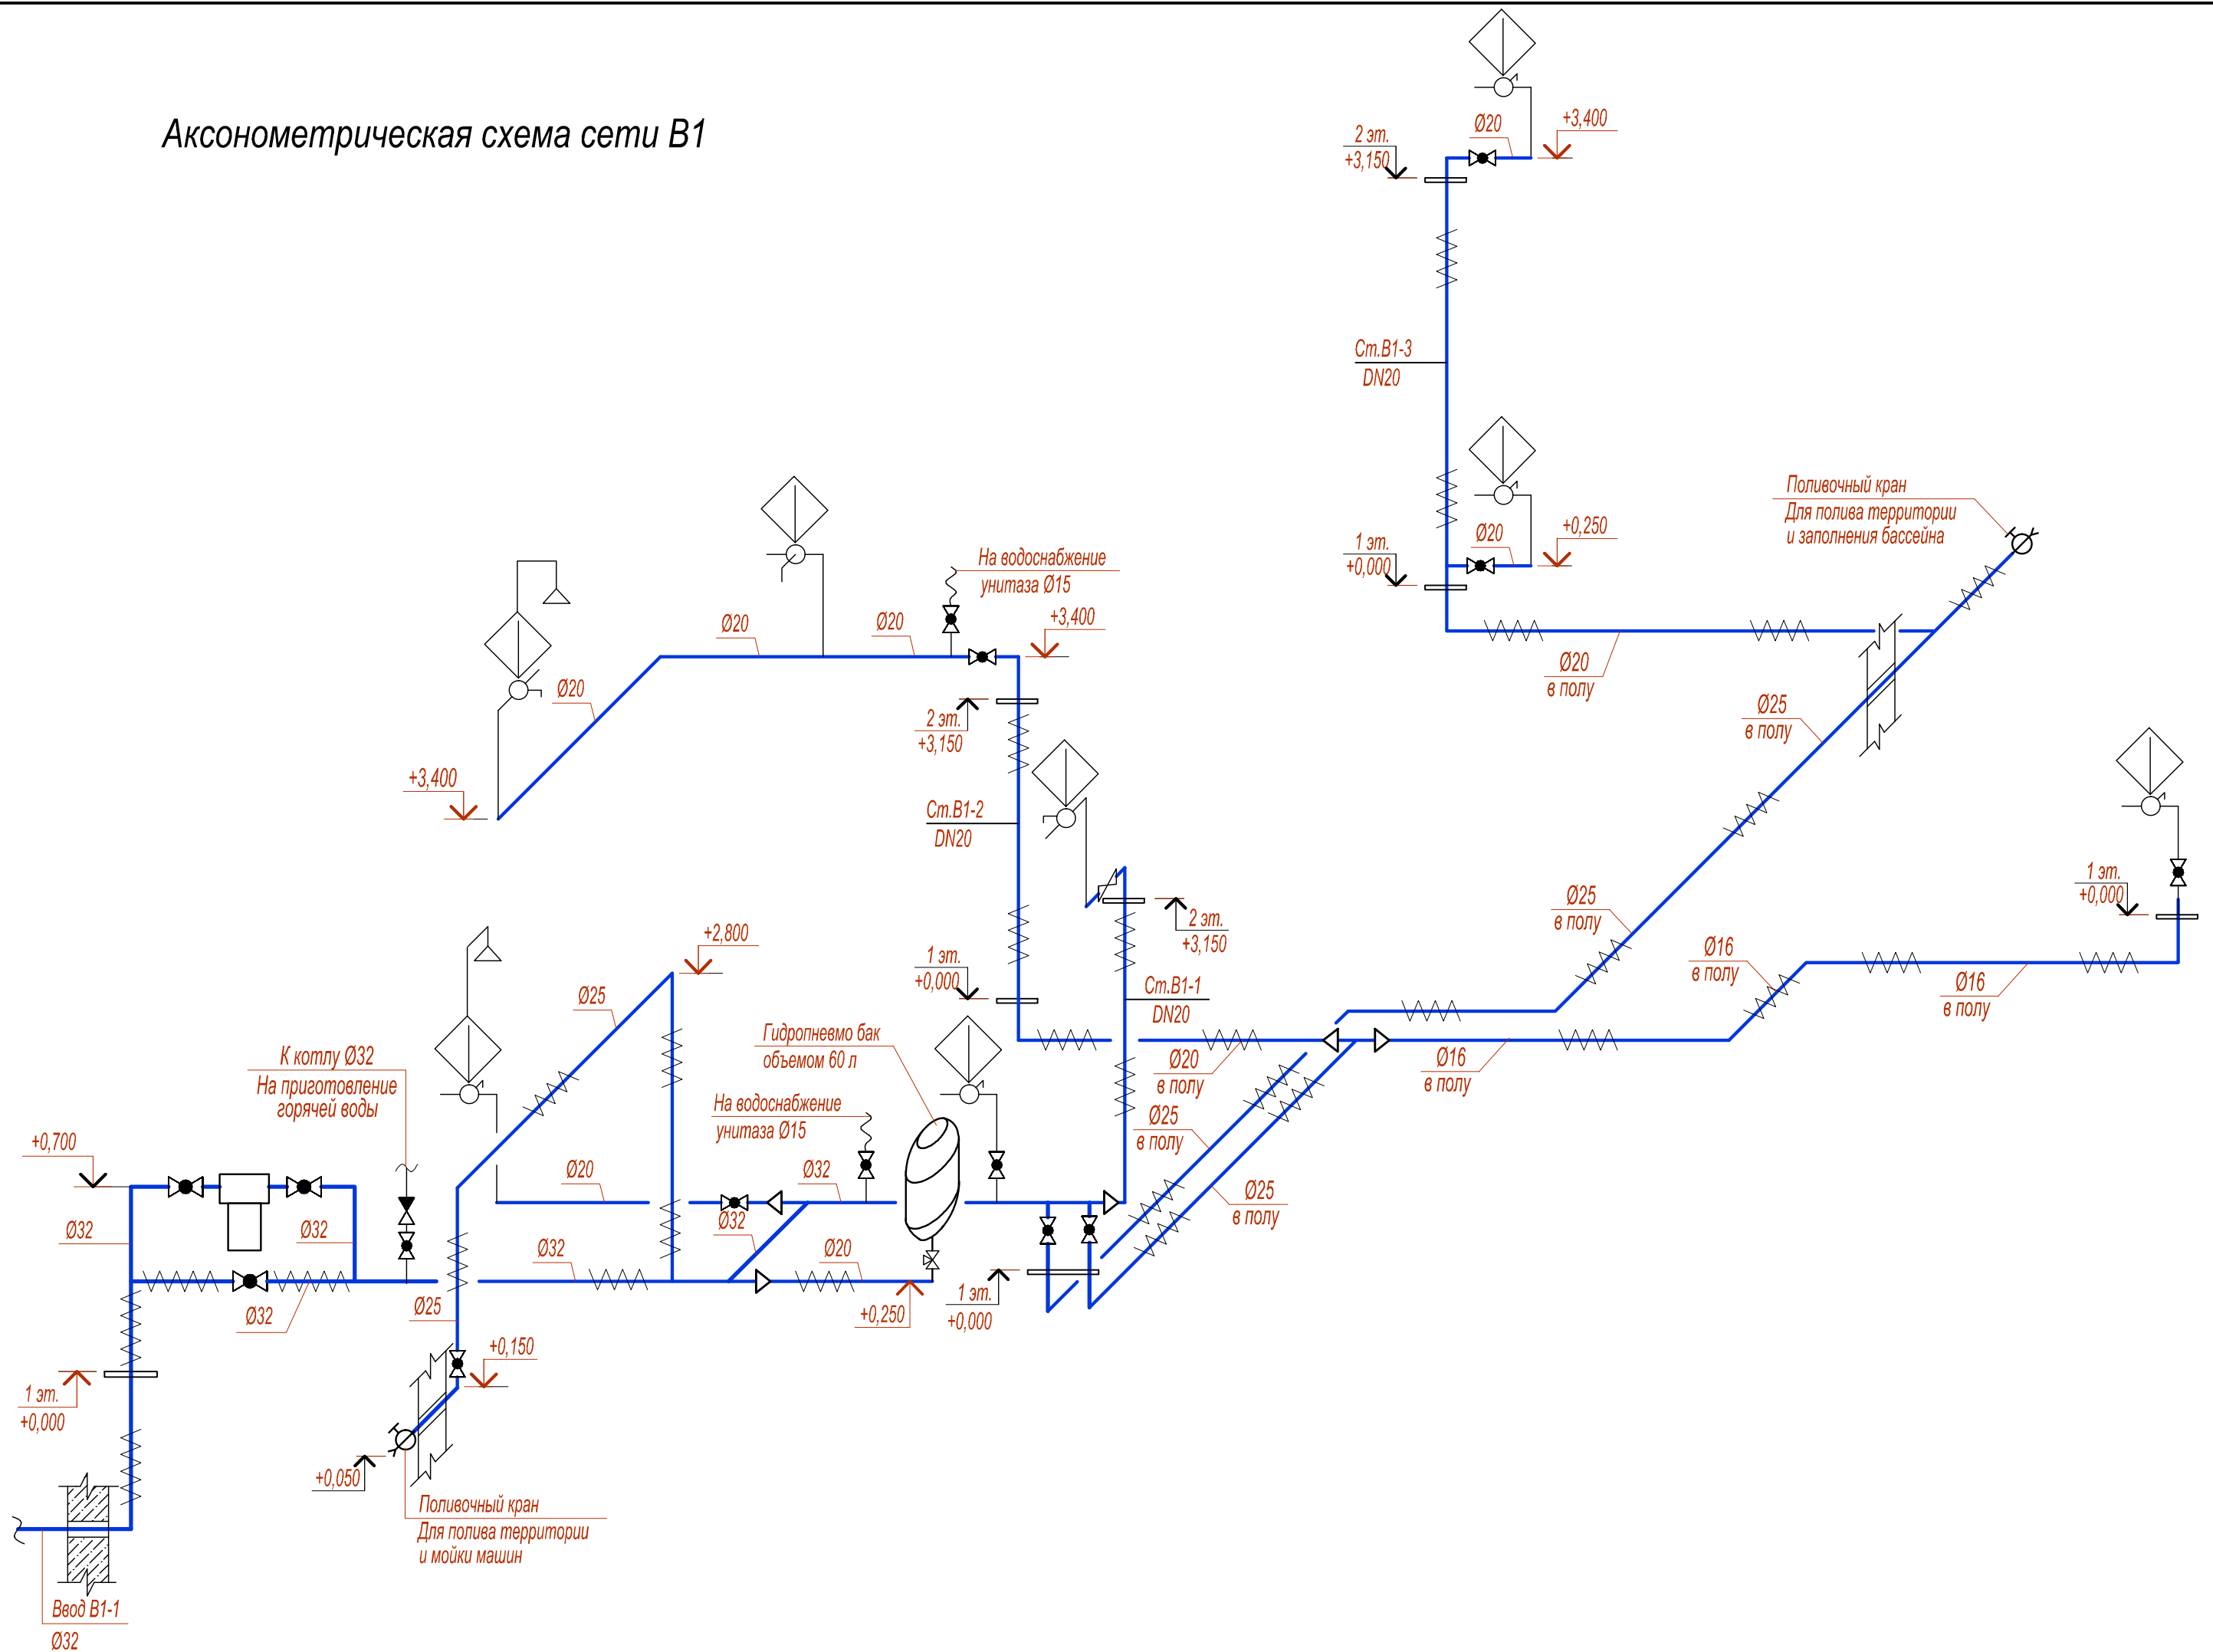 Аксонометрическая схема сети В1
Ø20
+3,400
2 эт.
+3,150
Ст.В1-3
DN20
Ø20
+0,250
1 эт.
+0,000
Поливочный кран
Для полива территории
и заполнения бассейна
Ø20
в полу
Ø25
в полу
На водоснабжение
унитаза Ø15
Ø20
Ø20
+3,400
Ø20
+3,400
2 эт.
+3,150
Ст.В1-2
DN20
1 эт.
+0,000
2 эт.
+3,150
Ст.В1-1
DN20
Ø25
в полу
1 эт.
+0,000
Ø16
в полу
Ø16
в полу
Ø20
в полу
Ø16
в полу
Ø25
в полу
Ø25
в полу
+2,800
Ø25
Гидропневмо бак
объемом 60 л
К котлу Ø32
На приготовление
горячей воды
На водоснабжение
унитаза Ø15
+0,700
Ø32
Ø32
Ø32
Ø20
Ø32
Ø32
Ø32
Ø20
+0,250
1 эт.
+0,000
Ø25
+0,150
1 эт.
+0,000
+0,050
Поливочный кран
Для полива территории
и мойки машин
Ввод В1-1
Ø32